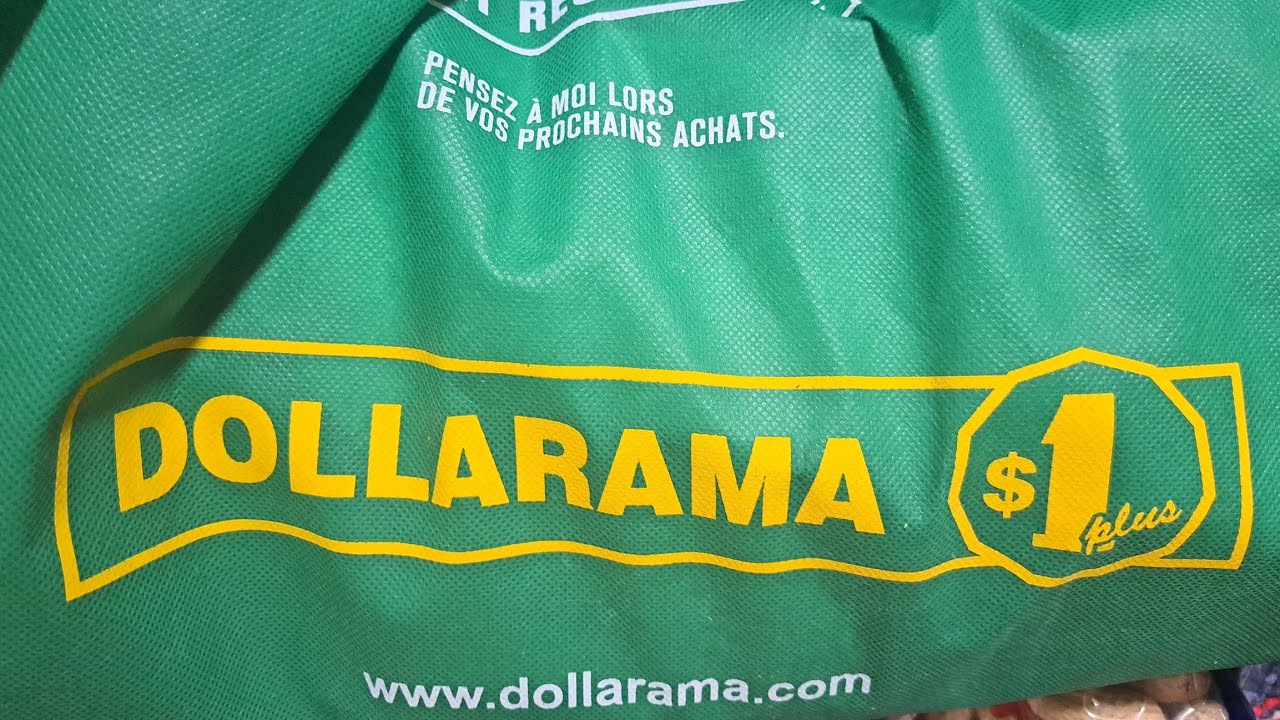 PENSEZ À MOI LORS
DE VOS PROCHAINS ACHATS.
DOLLARAMA $1 plus
www.dollarama.com